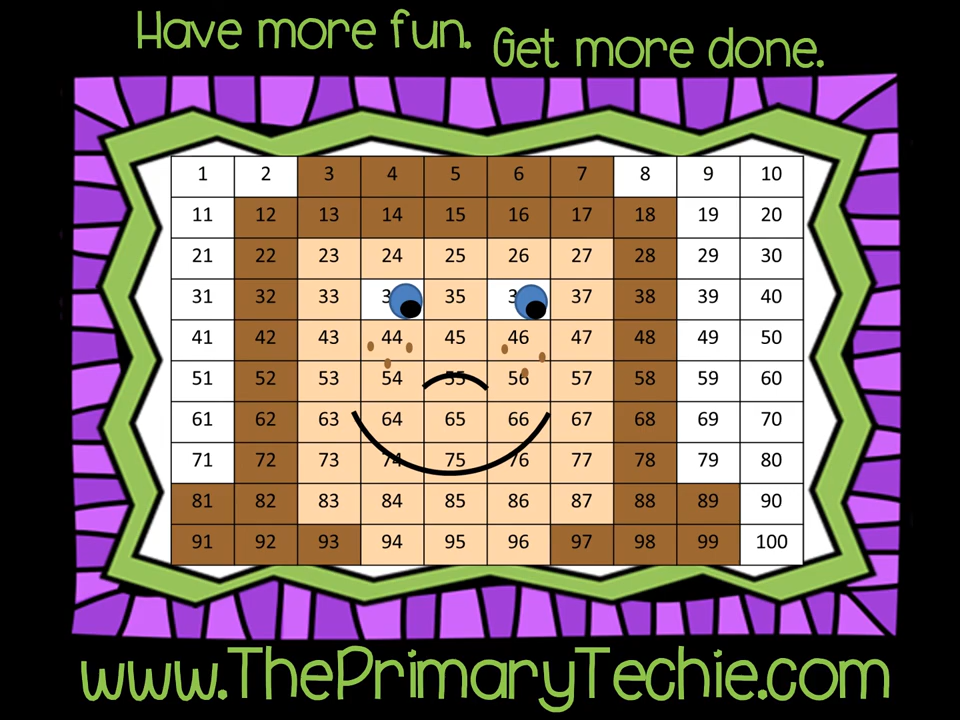 Have more fun. Get more done.
1 2 3 4 5 6 7 8 9 10
11 12 13 14 15 16 17 18 19 20
21 22 23 24 25 26 27 28 29 30
31 32 33 35 37 38 39 40
41 42 43 44 45 46 47 48 49 50
51 52 53 54 55 56 57 58 59 60
61 62 63 64 65 66 67 68 69 70
71 72 73 74 75 76 77 78 79 80
81 82 83 84 85 86 87 88 89 90
91 92 93 94 95 96 97 98 99 100
www.ThePrimaryTechie.com